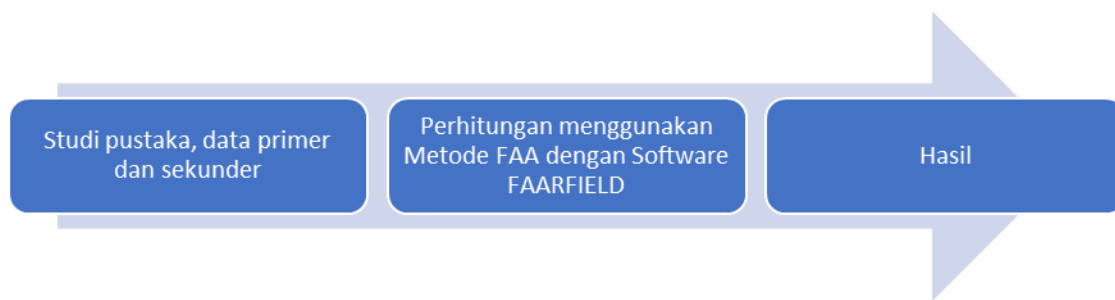 Studi pustaka, data primer
dan sekunder
Perhitungan menggunakan
Metode FAA dengan Software
FAARFIELD
Hasil